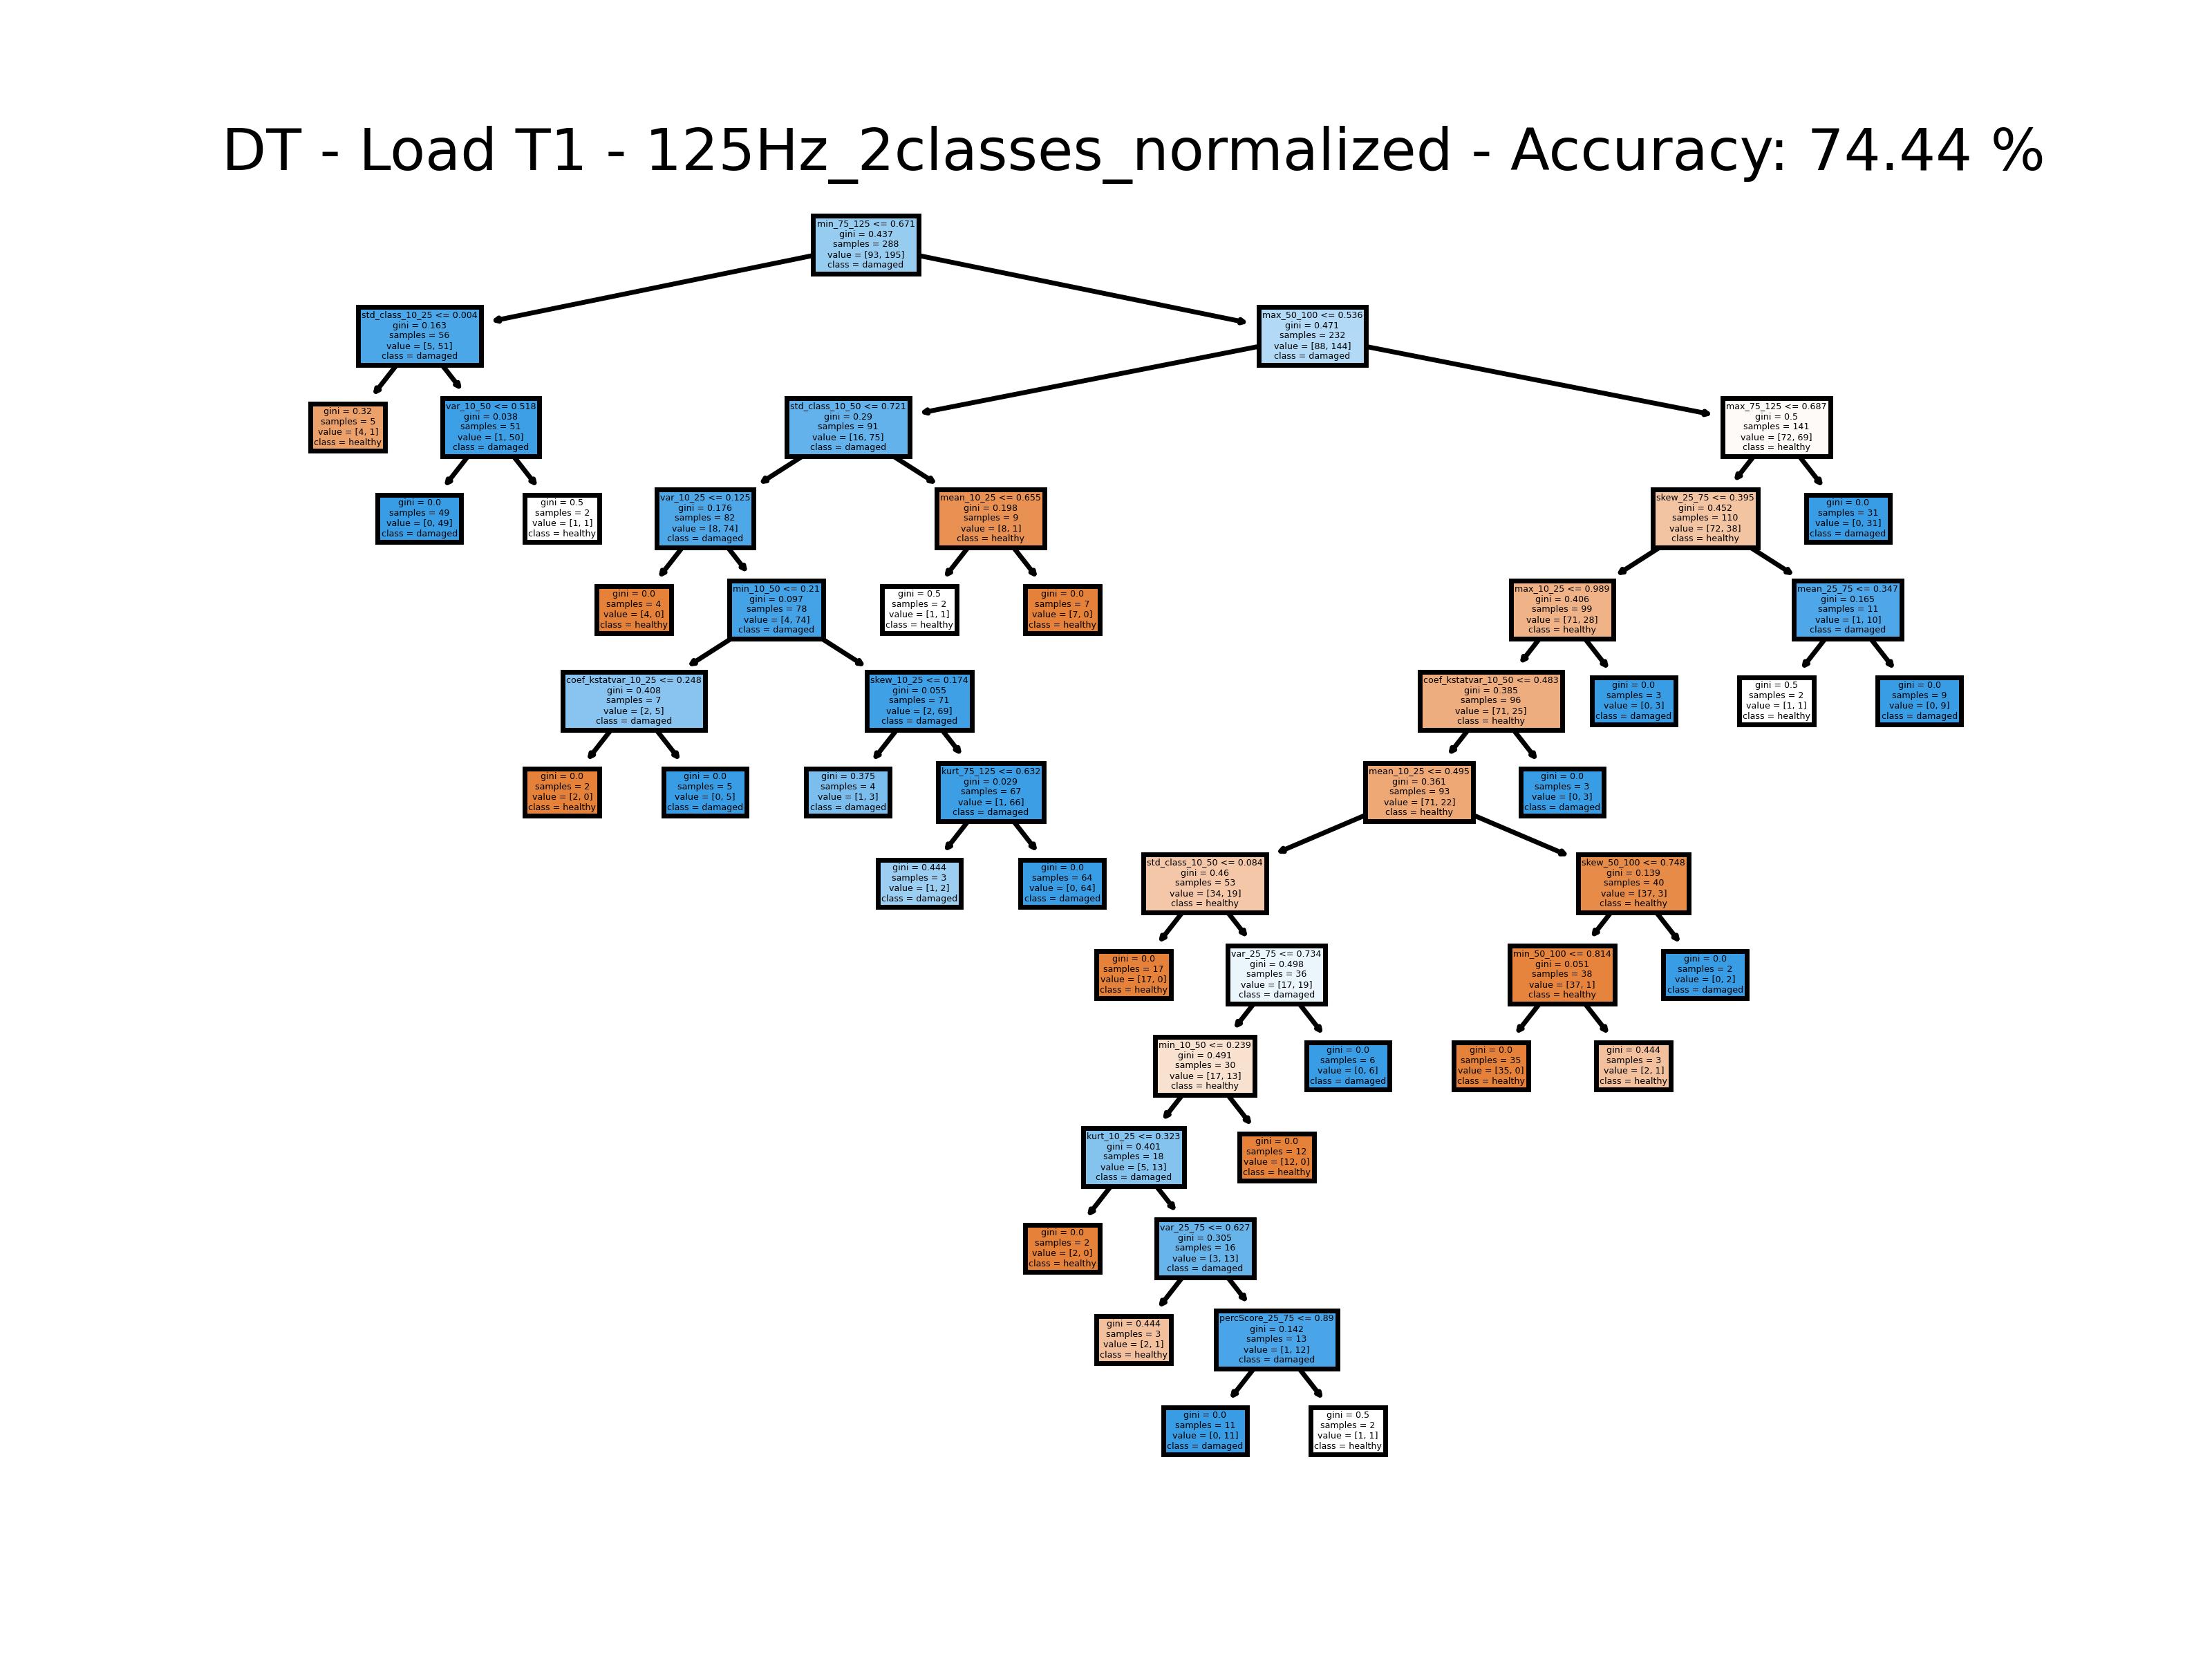 DT - Load T1 - 125Hz_2classes_normalized - Accuracy: 74.44 %
min_75_125 <= 0.671
gini = 0.437
samples = 288
value = [93, 195]
class = damaged
std_class_10_25 <= 0.004
gini = 0.163
samples = 56
value = [5, 51]
class = damaged
max_50_100 <= 0.536
gini = 0.471
samples = 232
value = [88, 144]
class = damaged
gini = 0.32
samples = 5
value = [4, 1]
class = healthy
var_10_50 <= 0.518
gini = 0.038
samples = 51
value = [1, 50]
class = damaged
std_class_10_50 <= 0.721
gini = 0.29
samples = 91
value = [16, 75]
class = damaged
max_75_125 <= 0.687
gini = 0.5
samples = 141
value = [72, 69]
class = healthy
gini = 0.0
samples = 49
value = [0, 49]
class = damaged
gini = 0.5
samples = 2
value = [1, 1]
class = healthy
var_10_25 <= 0.125
gini = 0.176
samples = 82
value = [8, 74]
class = damaged
mean_10_25 <= 0.655
gini = 0.198
samples = 9
value = [8, 1]
class = healthy
skew_25_75 <= 0.395
gini = 0.452
samples = 110
value = [72, 38]
class = healthy
gini = 0.0
samples = 31
value = [0, 31]
class = damaged
gini = 0.0
samples = 4
value = [4, 0]
class = healthy
min_10_50 <= 0.21
gini = 0.097
samples = 78
value = [4, 74]
class = damaged
gini = 0.5
samples = 2
value = [1, 1]
class = healthy
gini = 0.0
samples = 7
value = [7, 0]
class = healthy
max_10_25 <= 0.989
gini = 0.406
samples = 99
value = [71, 28]
class = healthy
mean_25_75 <= 0.347
gini = 0.165
samples = 11
value = [1, 10]
class = damaged
coef_kstatvar_10_25 <= 0.248
gini = 0.408
samples = 7
value = [2, 5]
class = damaged
skew_10_25 <= 0.174
gini = 0.055
samples = 71
value = [2, 69]
class = damaged
coef_kstatvar_10_50 <= 0.483
gini = 0.385
samples = 96
value = [71, 25]
class = healthy
gini = 0.0
samples = 3
value = [0, 3]
class = damaged
gini = 0.5
samples = 2
value = [1, 1]
class = healthy
gini = 0.0
samples = 9
value = [0, 9]
class = damaged
gini = 0.0
samples = 2
value = [2, 0]
class = healthy
gini = 0.0
samples = 5
value = [0, 5]
class = damaged
gini = 0.375
samples = 4
value = [1, 3]
class = damaged
kurt_75_125 <= 0.632
gini = 0.029
samples = 67
value = [1, 66]
class = damaged
mean_10_25 <= 0.495
gini = 0.361
samples = 93
value = [71, 22]
class = healthy
gini = 0.0
samples = 3
value = [0, 3]
class = damaged
gini = 0.444
samples = 3
value = [1, 2]
class = damaged
gini = 0.0
samples = 64
value = [0, 64]
class = damaged
std_class_10_50 <= 0.084
gini = 0.46
samples = 53
value = [34, 19]
class = healthy
skew_50_100 <= 0.748
gini = 0.139
samples = 40
value = [37, 3]
class = healthy
gini = 0.0
samples = 17
value = [17, 0]
class = healthy
var_25_75 <= 0.734
gini = 0.498
samples = 36
value = [17, 19]
class = damaged
min_50_100 <= 0.814
gini = 0.051
samples = 38
value = [37, 1]
class = healthy
gini = 0.0
samples = 2
value = [0, 2]
class = damaged
min_10_50 <= 0.239
gini = 0.491
samples = 30
value = [17, 13]
class = healthy
gini = 0.0
samples = 6
value = [0, 6]
class = damaged
gini = 0.0
samples = 35
value = [35, 0]
class = healthy
gini = 0.444
samples = 3
value = [2, 1]
class = healthy
kurt_10_25 <= 0.323
gini = 0.401
samples = 18
value = [5, 13]
class = damaged
gini = 0.0
samples = 12
value = [12, 0]
class = healthy
gini = 0.0
samples = 2
value = [2, 0]
class = healthy
var_25_75 <= 0.627
gini = 0.305
samples = 16
value = [3, 13]
class = damaged
gini = 0.444
samples = 3
value = [2, 1]
class = healthy
percScore_25_75 <= 0.89
gini = 0.142
samples = 13
value = [1, 12]
class = damaged
gini = 0.0
samples = 11
value = [0, 11]
class = damaged
gini = 0.5
samples = 2
value = [1, 1]
class = healthy